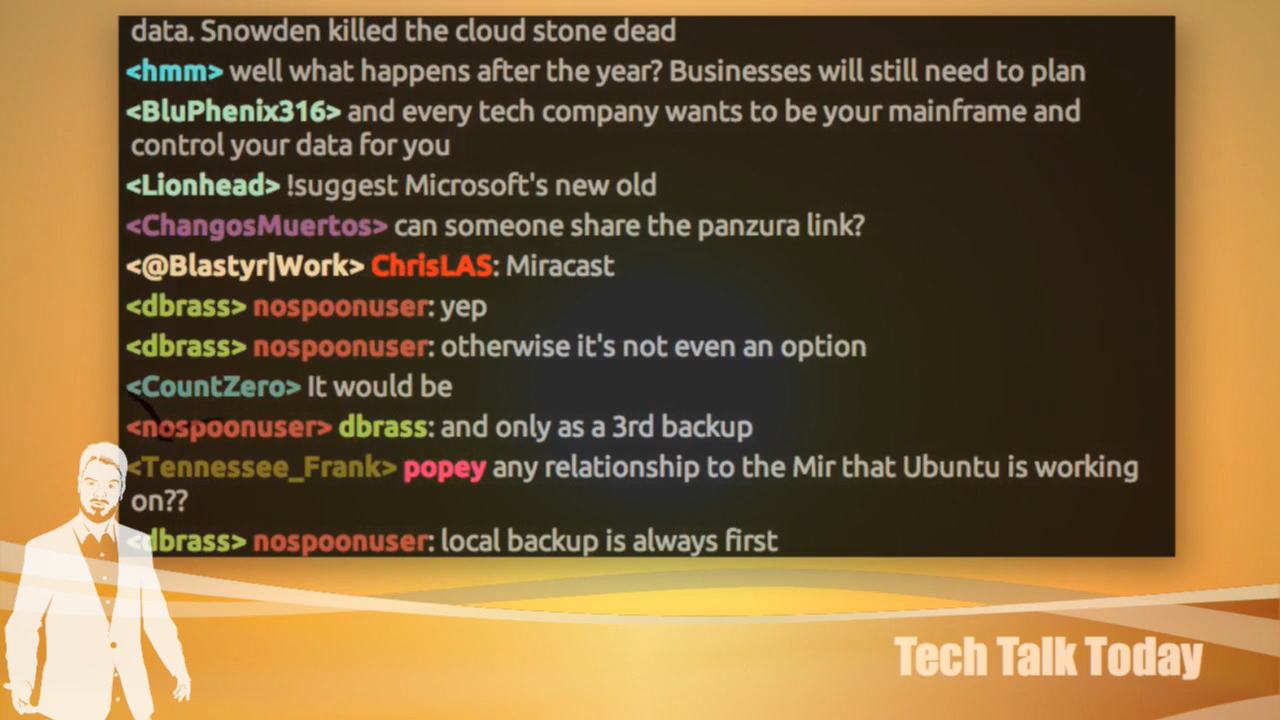 data. Snowden killed the cloud stone dead
<hmm> well what happens after the year? Businesses will still need to plan
<BluPhenix316> and every tech company wants to be your mainframe and
control your data for you
<Lionhead> !suggest Microsoft's new old
<ChangosMuertos> can someone share the panzura link?
<@Blastyr|Work> ChrisLAS: Miracast
<dbrass> nospoonuser: yep
<dbrass> nospoonuser: otherwise it's not even an option
<CountZero> It would be
<nospoonuser> dbrass: and only as a 3rd backup
<Tennessee_Frank> popey any relationship to the Mir that Ubuntu is working
on??
<dbrass> nospoonuser: local backup is always first
Tech Talk Today